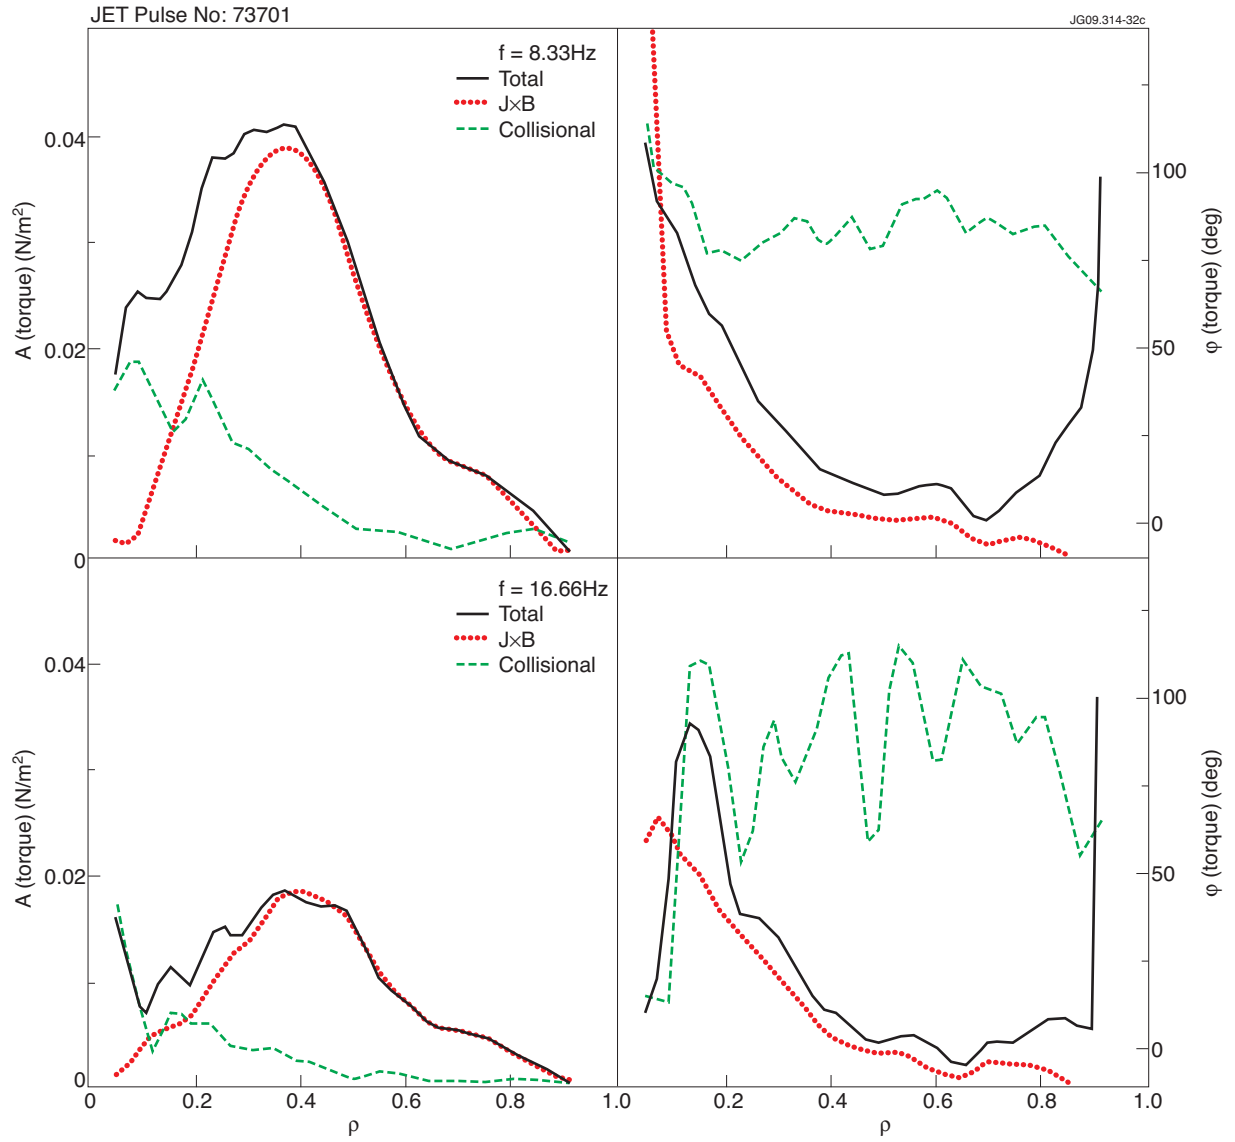 JET Pulse No: 73701
JG09.314-32c
f = 8.33Hz
Total
J×B
Collisional
A (torque) (N/m²)
0.04
0.02
0
100
50
0
φ (torque) (deg)
f = 16.66Hz
Total
J×B
Collisional
A (torque) (N/m²)
0.04
0.02
0
100
50
0
φ (torque) (deg)
0 0.2 0.4 0.6 0.8 1.0 0.2 0.4 0.6 0.8 1.0
ρ ρ